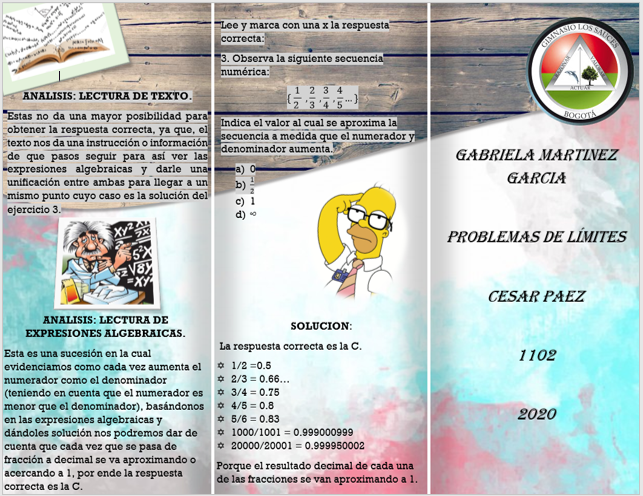 ANALISIS: LECTURA DE TEXTO.
Estas no da una mayor posibilidad para
obtener la respuesta correcta, ya que, el
texto nos da una instrucción o información
de que pasos seguir para así ver las
expresiones algebraicas y darle una
unificación entre ambas para llegar a un
mismo punto cuyo caso es la solución del
ejercicio 3.
XY²
ANALISIS: LECTURA DE
EXPRESIONES ALGEBRAICAS.
Esta es una sucesión en la cual
evidenciamos como cada vez aumenta el
numerador como el denominador
(teniendo en cuenta que el numerador es
menor que el denominador), basándonos
en las expresiones algebraicas y
dándoles solución nos podremos dar de
cuenta que cada vez que se pasa de
fracción a decimal se va aproximando o
acercando a 1, por ende la respuesta
correcta es la C.
Lee y marca con una x la respuesta
correcta:
3. Observa la siguiente secuencia
numérica:
{1/2, 2/3, 3/4, 4/5 ...}
Indica el valor al cual se aproxima la
secuencia a medida que el numerador y
denominador aumenta.
a) 0
b) 1/2
c) 1
d) ∞
SOLUCION:
La respuesta correcta es la C.
✡ 1/2 =0.5
✡ 2/3 = 0.66...
✡ 3/4 = 0.75
✡ 4/5 = 0.8
✡ 5/6 = 0.83
✡ 1000/1001 = 0.999000999
✡ 20000/20001 = 0.999950002
Porque el resultado decimal de cada una
de las fracciones se van aproximando a 1.
GIMNASIO LOS SAUCES
ACTUAR
BOGOTÁ
GABRIELA MARTINEZ
GARCIA
PROBLEMAS DE LÍMITES
CESAR PAEZ
1102
2020